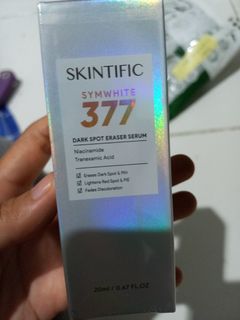 SKINTIFIC
SYMWHITE
377
DARK SPOT ERASER SERUM
Niacinamide
Tranexamic Acid
Erases Dark Spot & PIH
Lightens Red Spot & PIE
Fades Discoloration
20ml / 0.67 FL.OZ